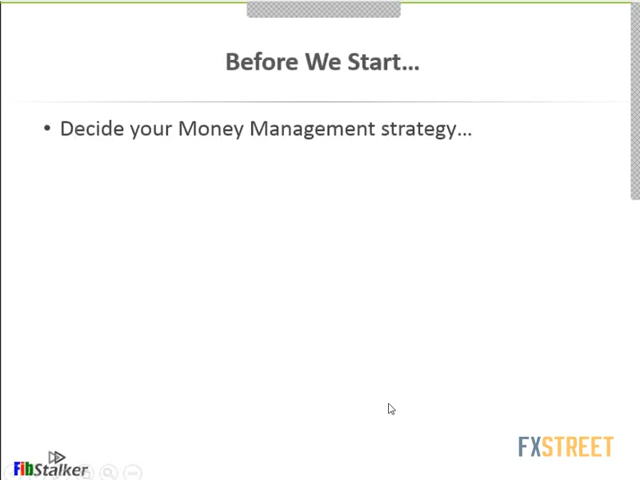 Before We Start...
• Decide your Money Management strategy...
FibStalker
FXSTREET